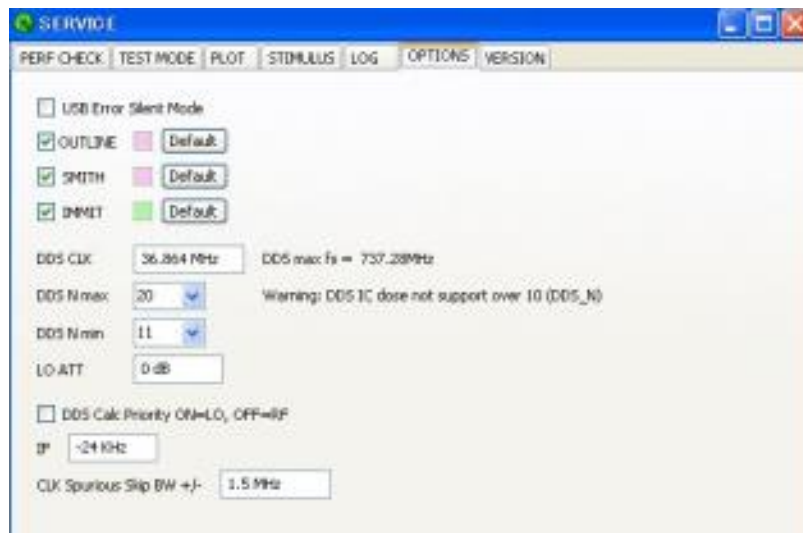 SERVICE
PERF CHECK TEST MODE PLOT STIMULUS LOG OPTIONS VERSION
USB Error Silent Mode
OUTLINE Default
SMITH Default
IMMIT Default
DDS CLK 36.864 MHz DDS max fs = 737.28MHz
DDS N max 20 Warning: DDS IC dose not support over 10 (DDS_N)
DDS N min 11
LO ATT 0 dB
DDS Calc Priority ON=LO, OFF=RF
IF -24 KHz
CLK Spurious Skip BW +/- 1.5 MHz